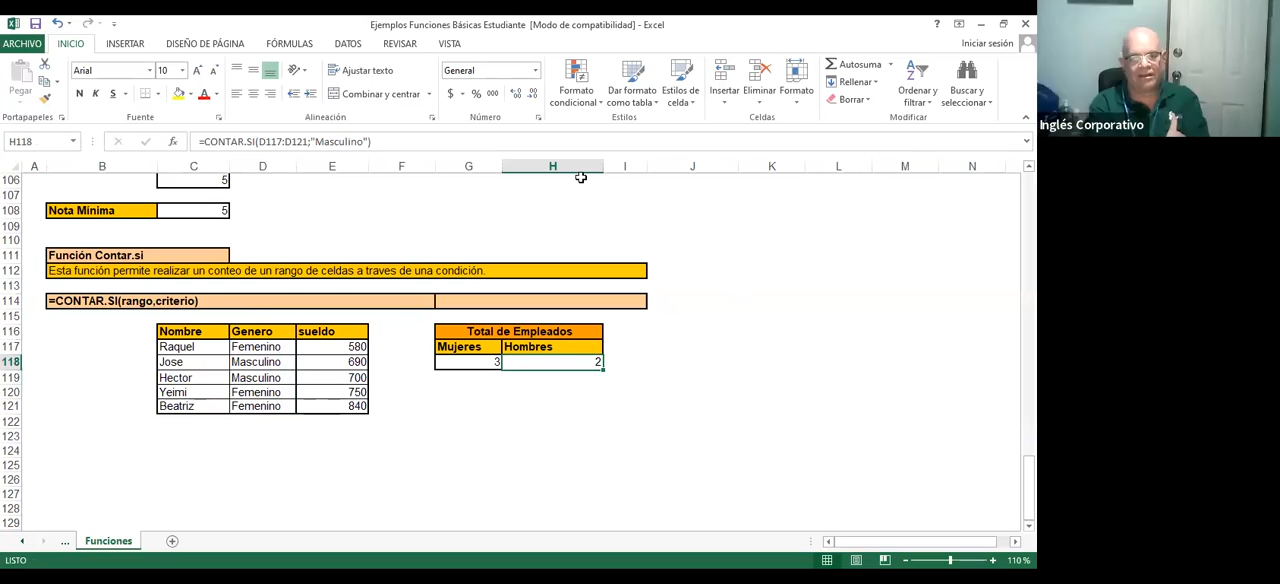 Ejemplos Funciones Básicas Estudiante [Modo de compatibilidad] - Excel
ARCHIVO INICIO INSERTAR DISEÑO DE PÁGINA FÓRMULAS DATOS REVISAR VISTA Iniciar sesión
Pegar Arial 10 Ajustar texto General Formato condicional Dar formato como tabla Estilos de celda Insertar Eliminar Formato Autosuma Rellenar Borrar Ordenar y filtrar Buscar y seleccionar
N K S Combinar y centrar $ % 000
Portapapeles Fuente Alineación Número Estilos Celdas Modificar
Inglés Corporativo
H118 fx =CONTAR.SI(D117:D121;"Masculino")
A B C D E F G H I J K L M N
106 5
107
108 Nota Mínima 5
109
110
111 Función Contar.si
112 Esta función permite realizar un conteo de un rango de celdas a traves de una condición.
113
114 =CONTAR.SI(rango,criterio)
115
116 Nombre Genero sueldo Total de Empleados
117 Raquel Femenino 580 Mujeres Hombres
118 Jose Masculino 690 3 2
119 Hector Masculino 700
120 Yeimi Femenino 750
121 Beatriz Femenino 840
122
123
124
125
126
127
128
129
... Funciones
LISTO 110 %